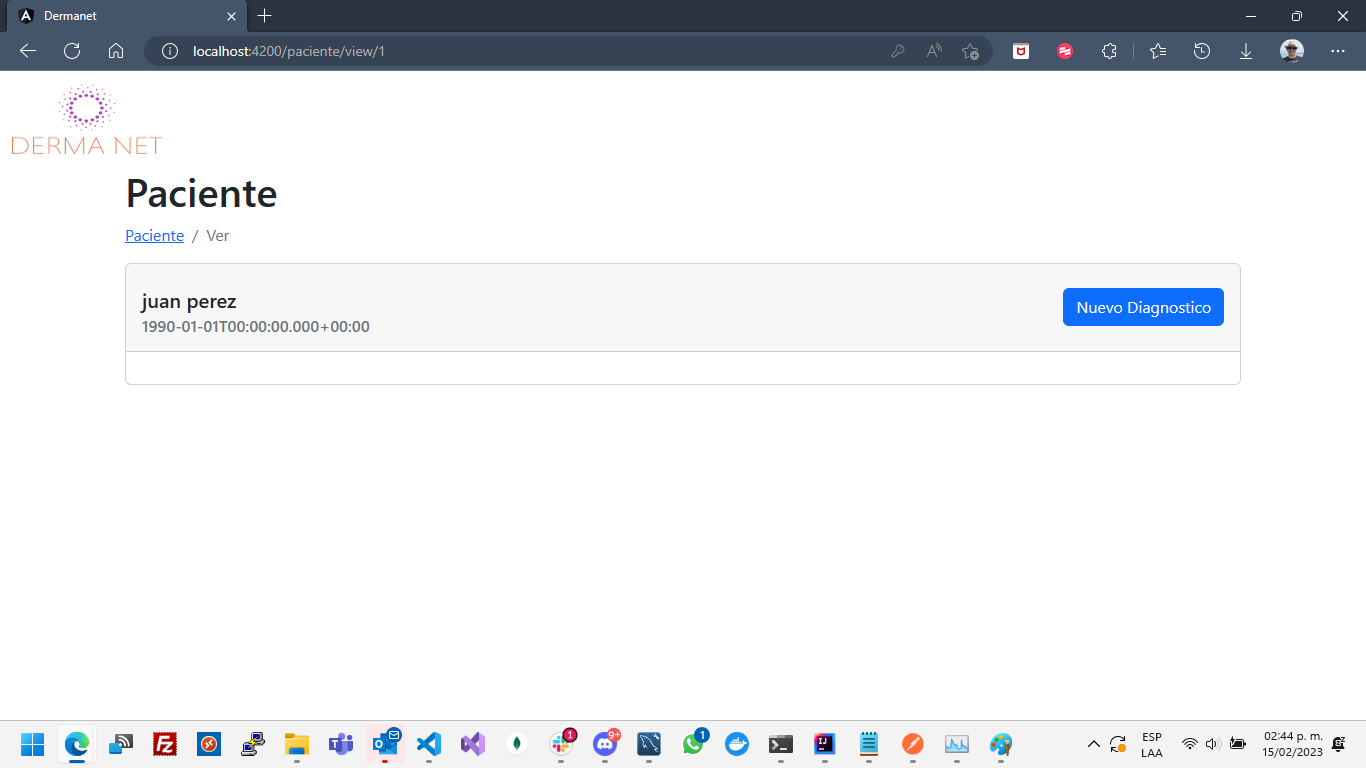 Dermanet
localhost:4200/paciente/view/1
DERMA NET
Paciente
Paciente / Ver
juan perez
1990-01-01T00:00:00.000+00:00
Nuevo Diagnostico
1
9+
1
ESP
LAA
02:44 p. m.
15/02/2023